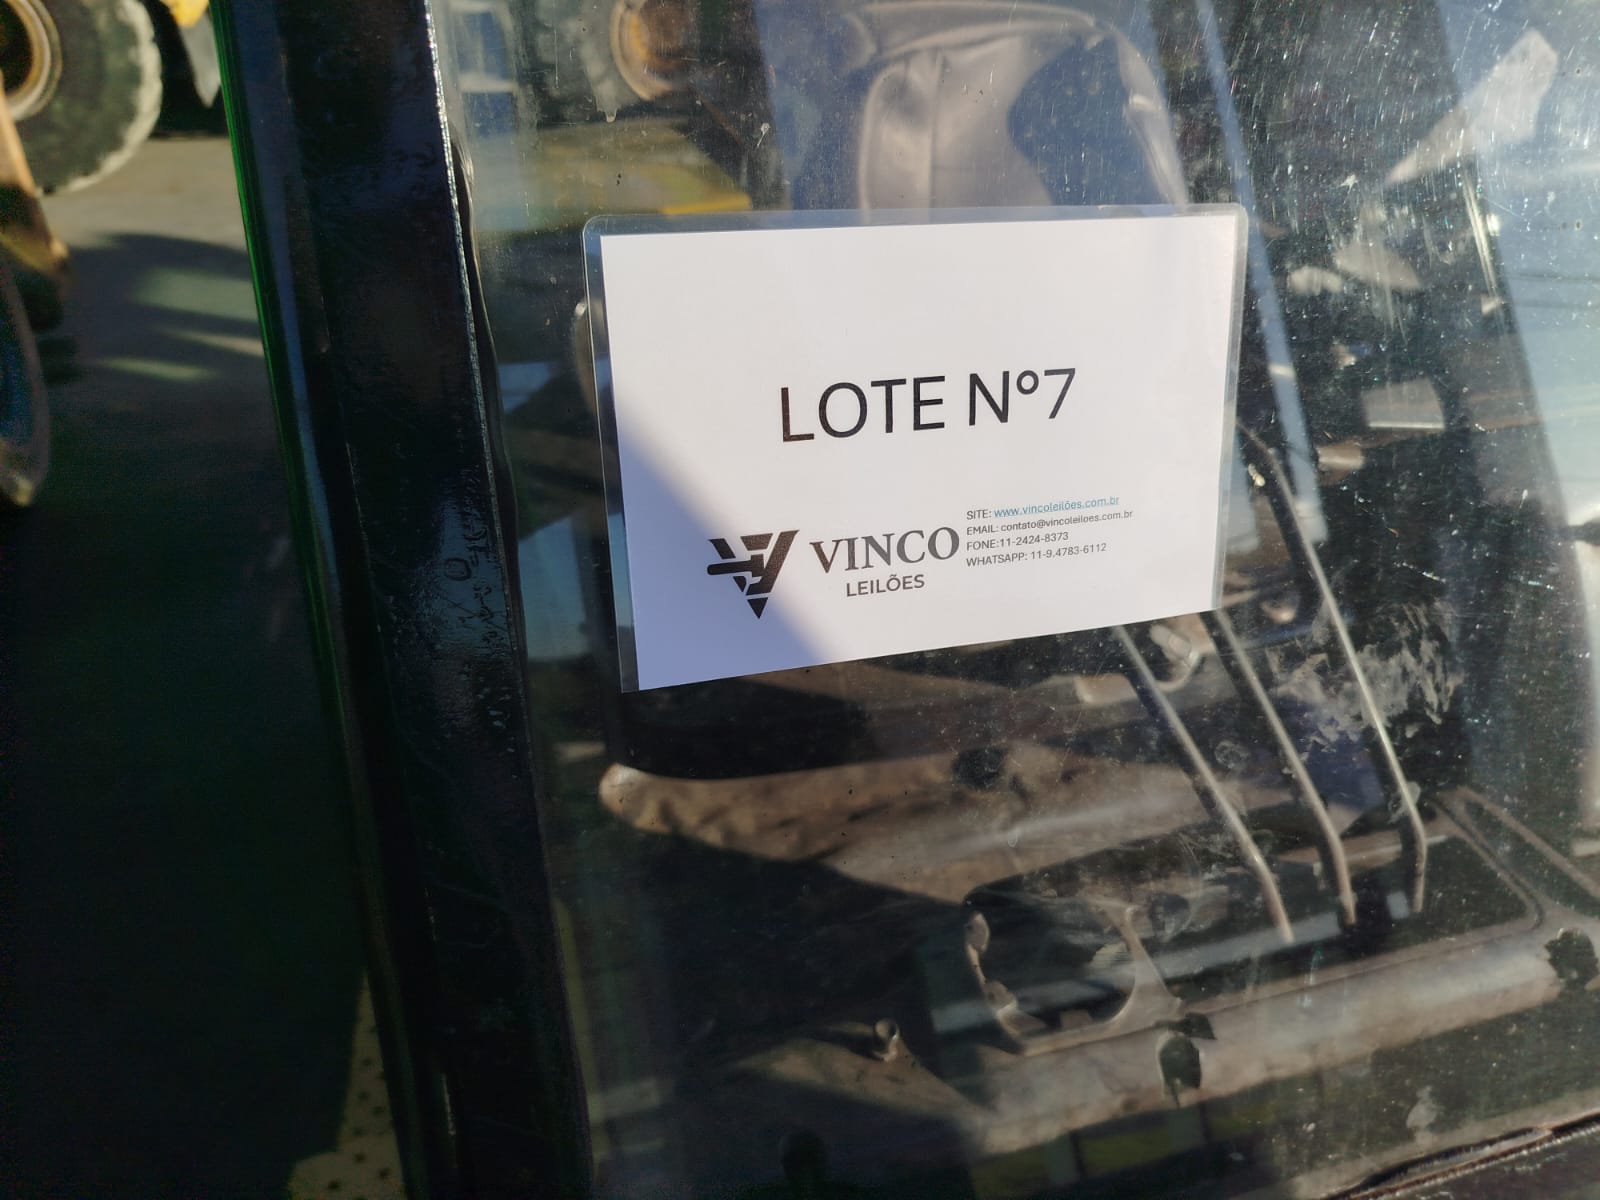 LOTE Nº7
VINCO
LEILÕES
SITE: www.vincoleilões.com.br
EMAIL: contato@vincoleiloes.com.br
FONE:11-2424-8373
WHATSAPP: 11-9.4783-6112